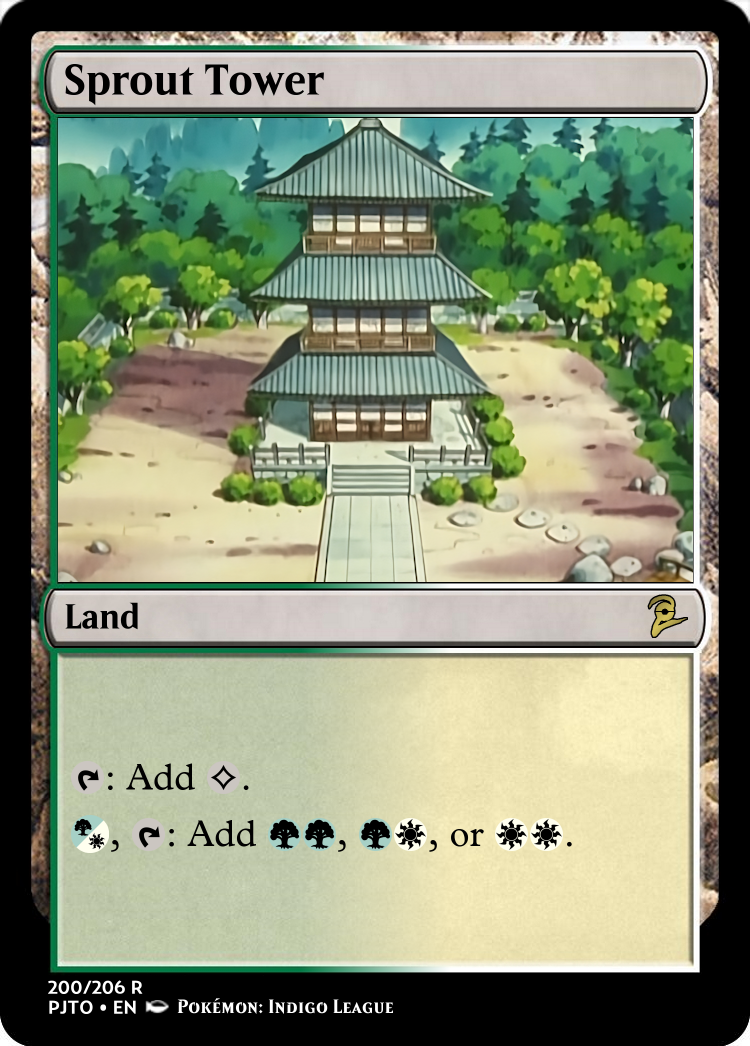 Sprout Tower
Land
: Add .
, : Add , , or .
200/206 R
PJTO • EN Pokémon: Indigo League